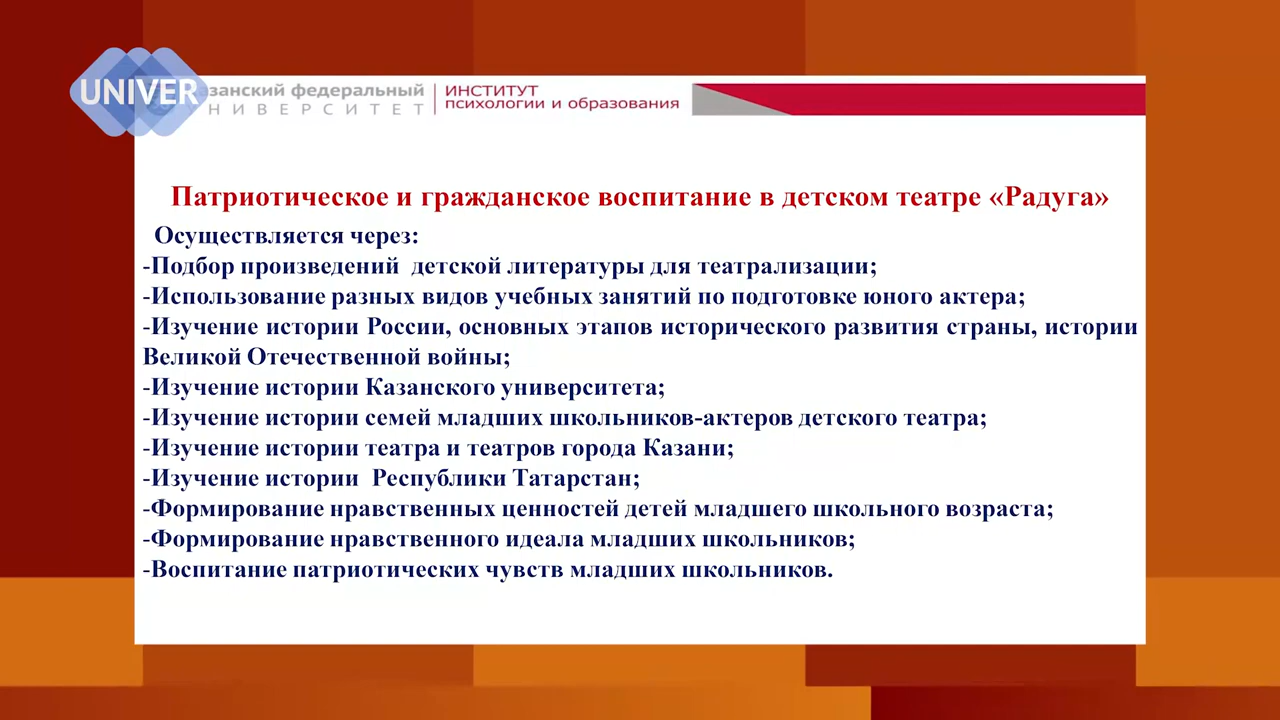 UNIVER
азанский федеральный
НИВЕРСИТЕТ
ИНСТИТУТ
психологии и образования
Патриотическое и гражданское воспитание в детском театре «Радуга»
Осуществляется через:
-Подбор произведений детской литературы для театрализации;
-Использование разных видов учебных занятий по подготовке юного актера;
-Изучение истории России, основных этапов исторического развития страны, истории
Великой Отечественной войны;
-Изучение истории Казанского университета;
-Изучение истории семей младших школьников-актеров детского театра;
-Изучение истории театра и театров города Казани;
-Изучение истории Республики Татарстан;
-Формирование нравственных ценностей детей младшего школьного возраста;
-Формирование нравственного идеала младших школьников;
-Воспитание патриотических чувств младших школьников.